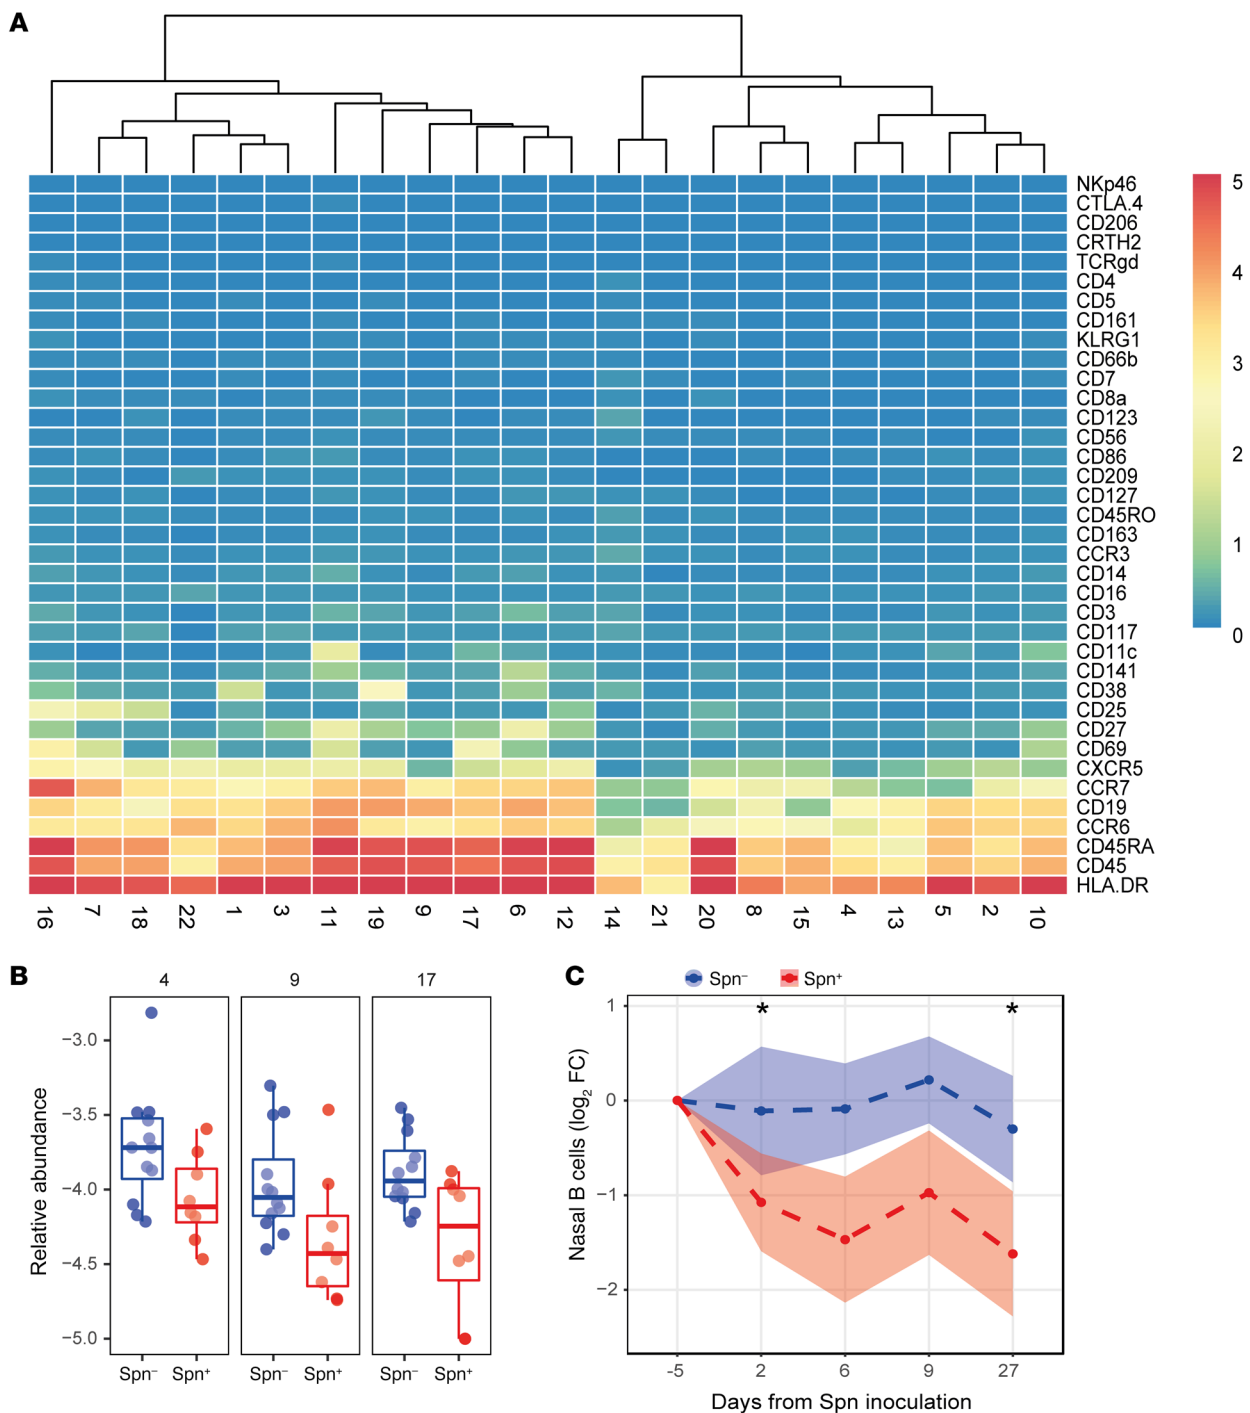 A
NKp46
CTLA.4
CD206
CRTH2
TCRgd
CD4
CD5
CD161
KLRG1
CD66b
CD7
CD8a
CD123
CD56
CD86
CD209
CD127
CD45RO
CD163
CCR3
CD14
CD16
CD3
CD117
CD11c
CD141
CD38
CD25
CD27
CD69
CXCR5
CCR7
CD19
CCR6
CD45RA
CD45
HLA.DR
5
4
3
2
1
0
16 7 18 22 1 3 11 19 9 17 6 12 14 21 20 8 15 4 13 5 2 10
B
4 9 17
Relative abundance
−3.0
−3.5
−4.0
−4.5
−5.0
Spn⁻ Spn⁺ Spn⁻ Spn⁺ Spn⁻ Spn⁺
C
Spn⁻ Spn⁺
Nasal B cells (log₂ FC)
1
0
−1
−2
* *
-5 2 6 9 27
Days from Spn inoculation